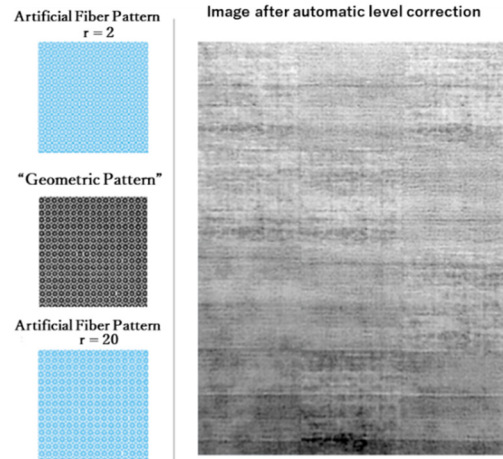 Artificial Fiber Pattern
r = 2
“Geometric Pattern”
Artificial Fiber Pattern
r = 20
Image after automatic level correction